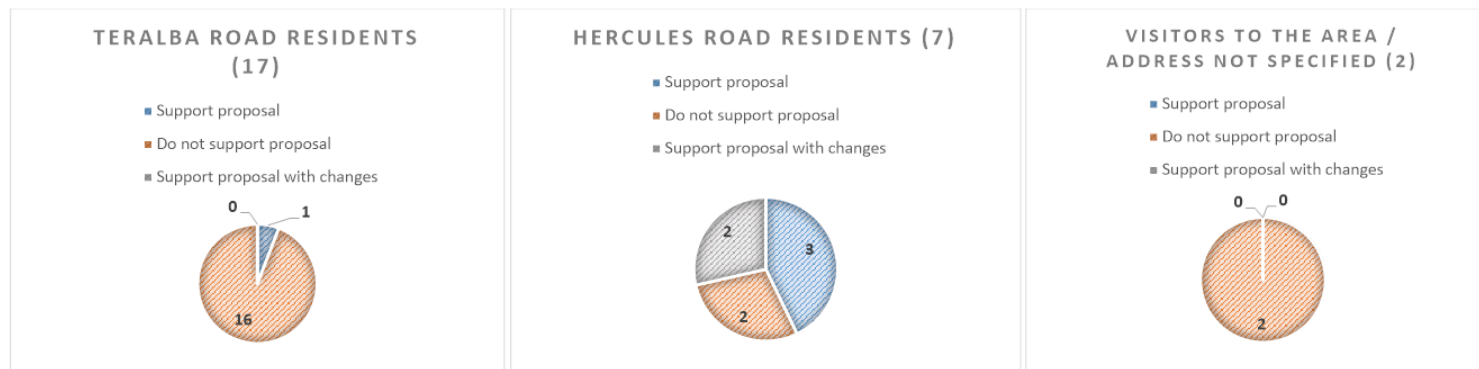 TERALBA ROAD RESIDENTS
(17)
Support proposal
Do not support proposal
Support proposal with changes
0
1
16
HERCULES ROAD RESIDENTS (7)
Support proposal
Do not support proposal
Support proposal with changes
2
3
2
VISITORS TO THE AREA /
ADDRESS NOT SPECIFIED (2)
Support proposal
Do not support proposal
Support proposal with changes
0
0
2